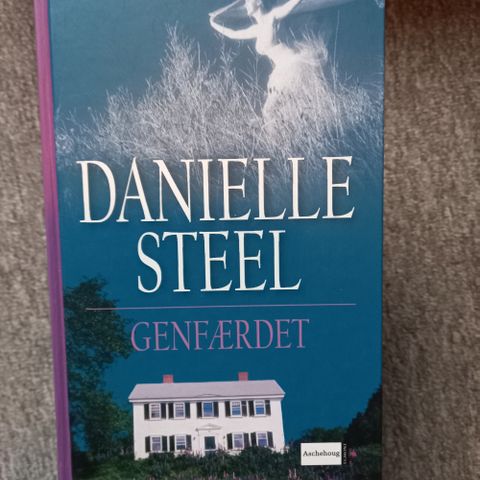 DANIELLE
STEEL
GENFÆRDET
Aschehoug